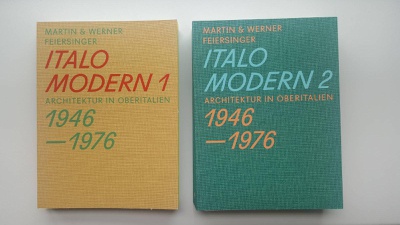 MARTIN & WERNER
FEIERSINGER
ITALO
MODERN 1
ARCHITEKTUR IN OBERITALIEN
1946
—1976
MARTIN & WERNER
FEIERSINGER
ITALO
MODERN 2
ARCHITEKTUR IN OBERITALIEN
1946
—1976